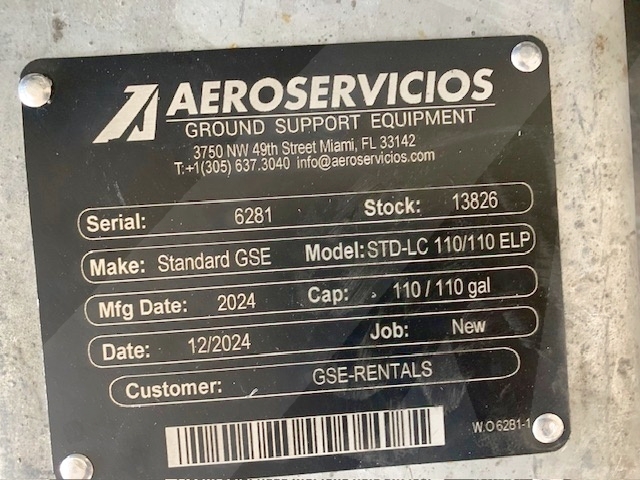 AEROSERVICIOS
GROUND SUPPORT EQUIPMENT
3750 NW 49th Street Miami, FL 33142
T:+1(305) 637.3040 info@aeroservicios.com
Serial: 6281 Stock: 13826
Make: Standard GSE Model: STD-LC 110/110 ELP
Mfg Date: 2024 Cap: 110 / 110 gal
Date: 12/2024 Job: New
Customer: GSE-RENTALS
W.O 6281-1